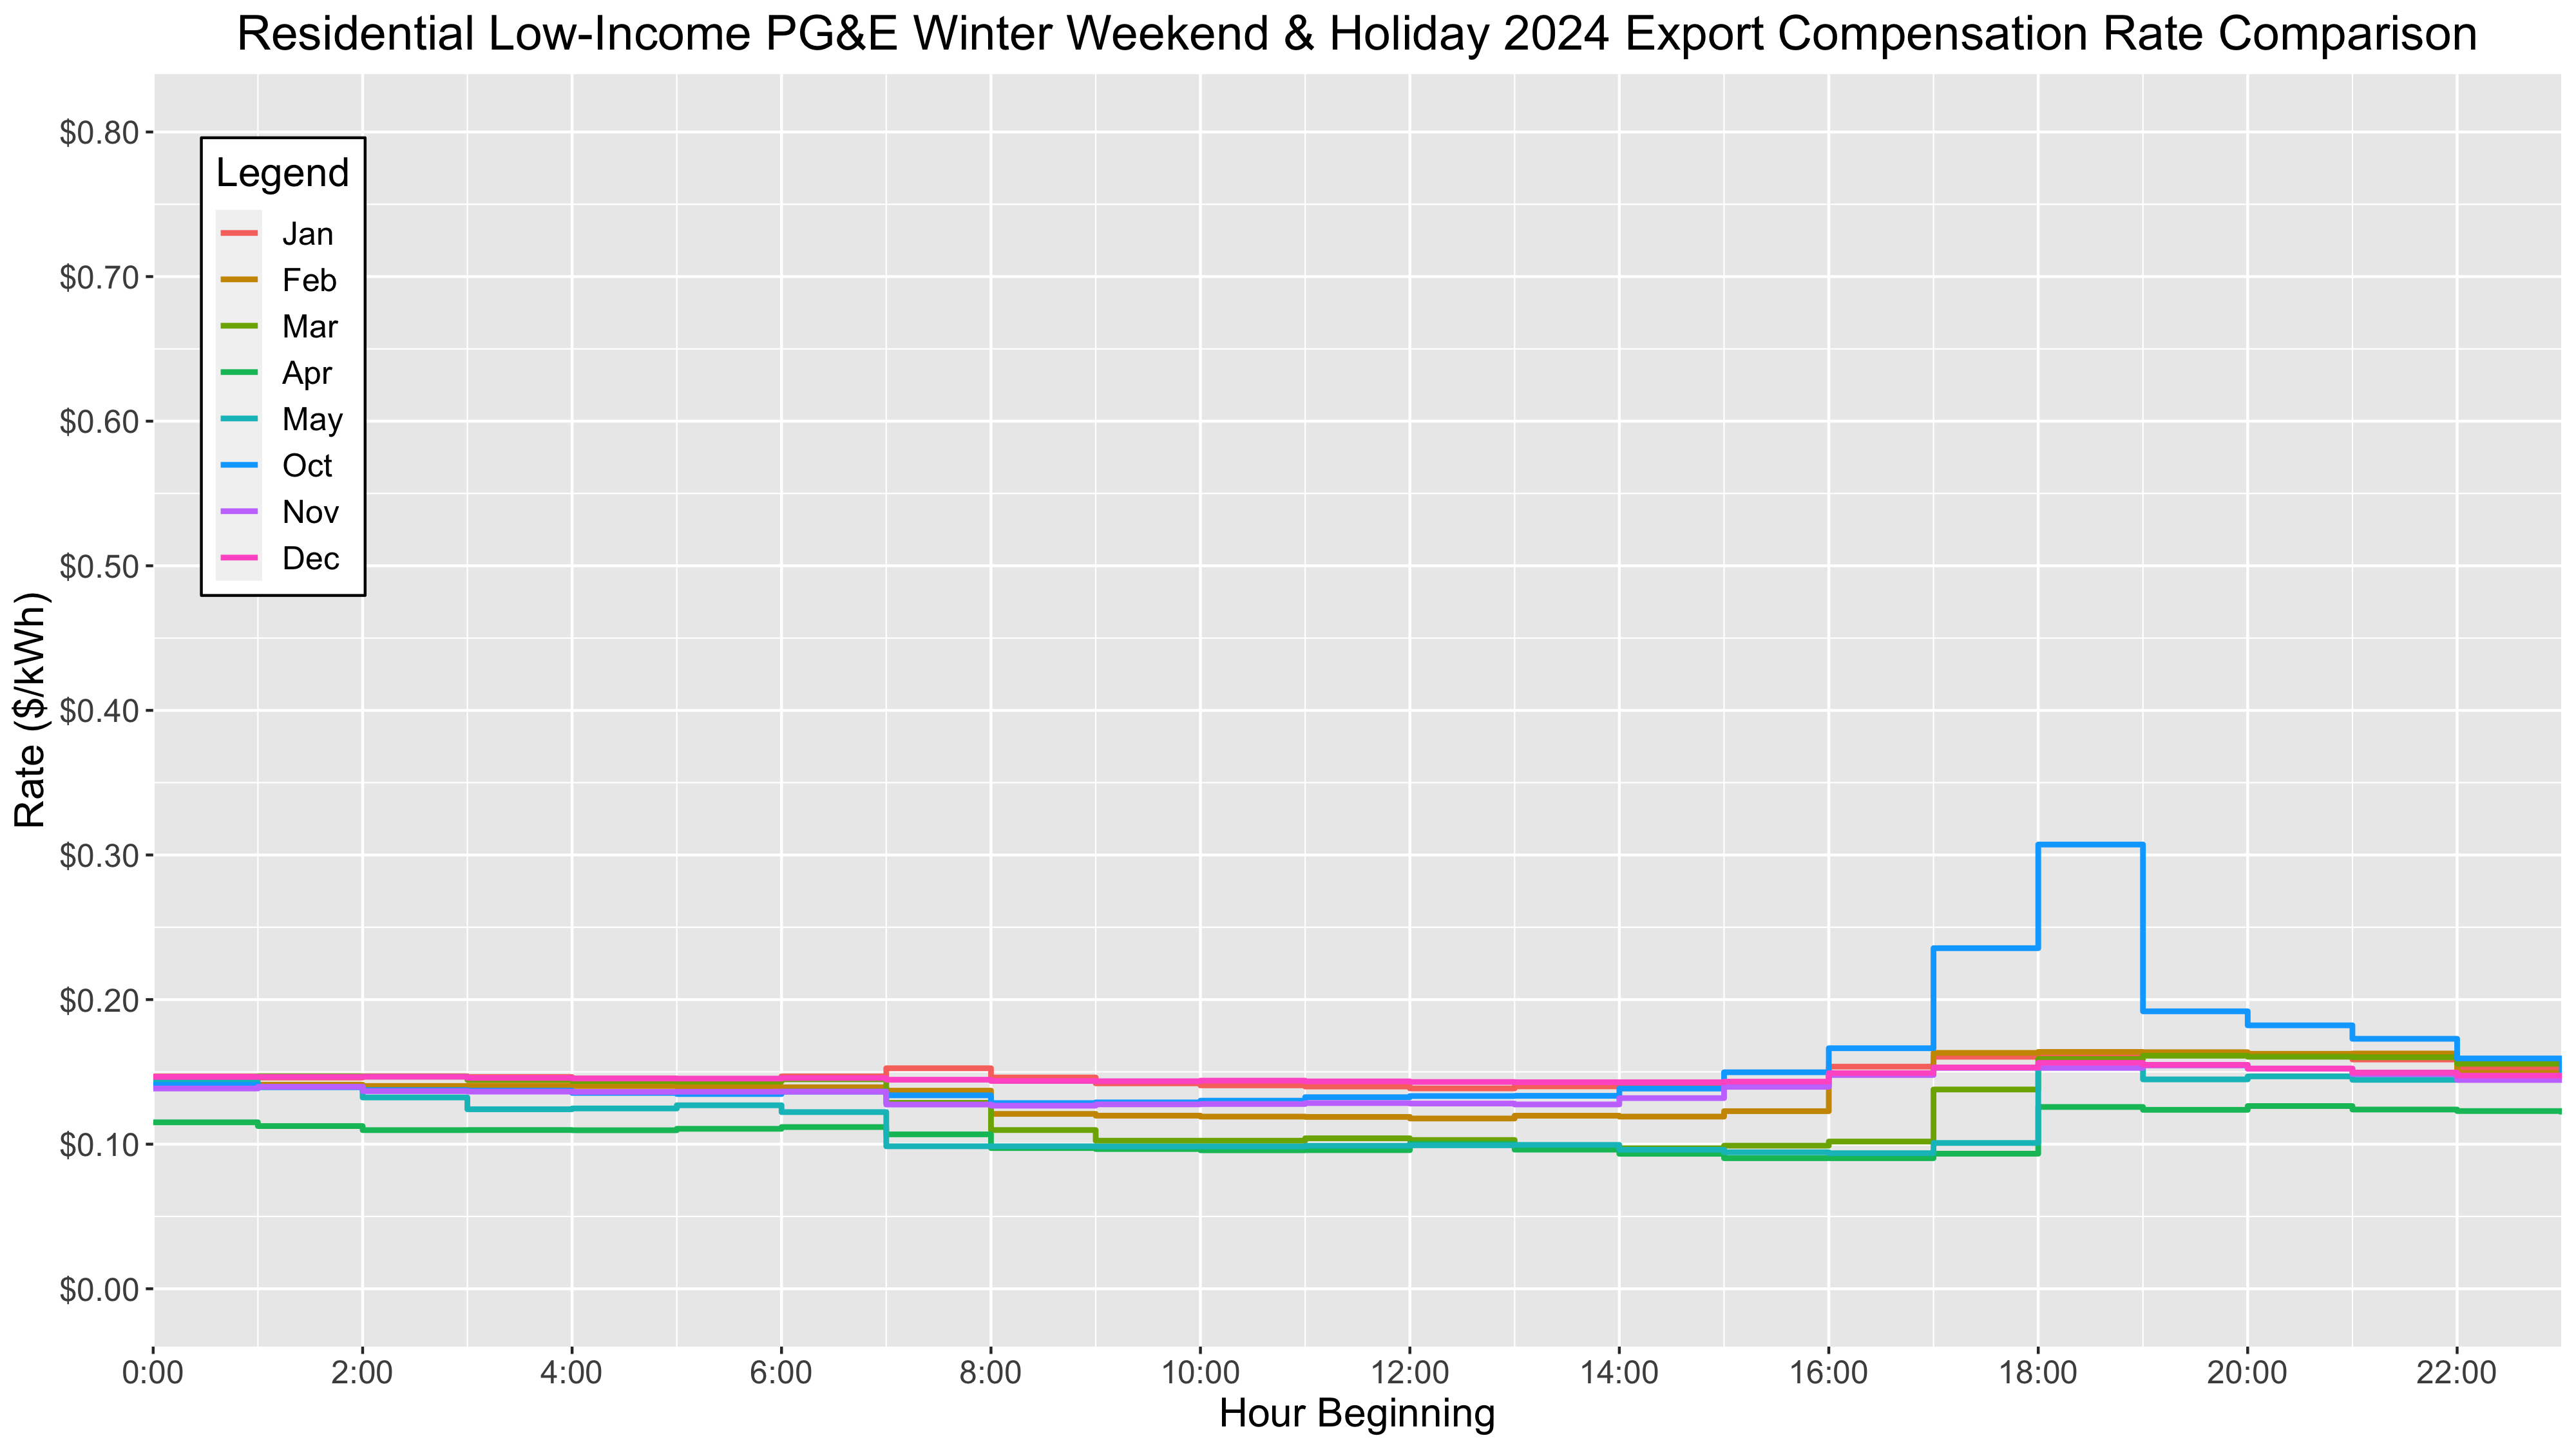 Residential Low-Income PG&E Winter Weekend & Holiday 2024 Export Compensation Rate Comparison
Rate ($/kWh)
$0.80
$0.70
$0.60
$0.50
$0.40
$0.30
$0.20
$0.10
$0.00
Legend
Jan
Feb
Mar
Apr
May
Oct
Nov
Dec
0:00 2:00 4:00 6:00 8:00 10:00 12:00 14:00 16:00 18:00 20:00 22:00
Hour Beginning